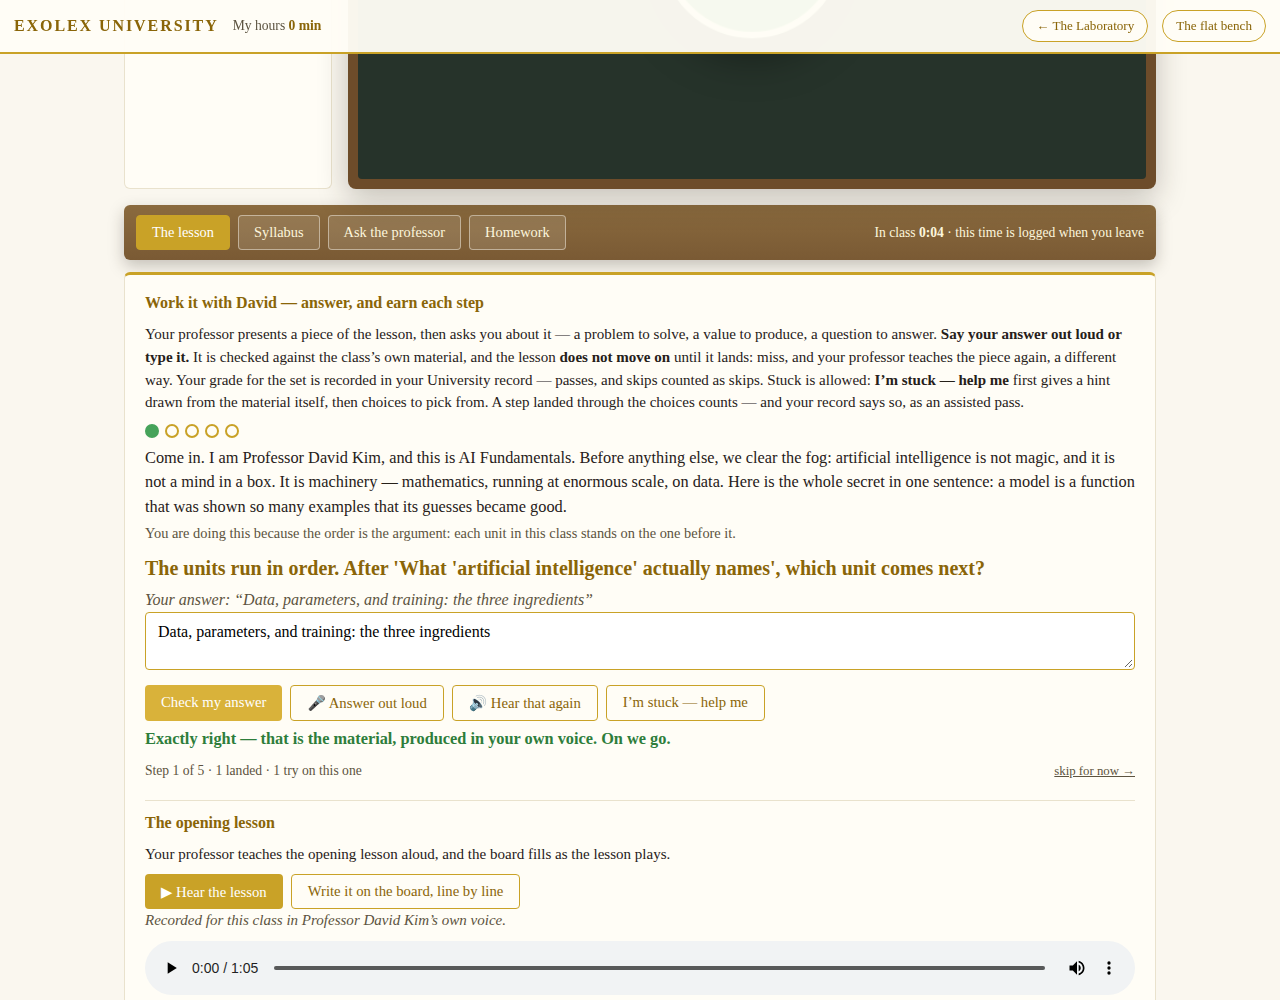 EXOLEX UNIVERSITY My hours 0 min ← The Laboratory The flat bench
The lesson Syllabus Ask the professor Homework In class 0:04 · this time is logged when you leave
Work it with David — answer, and earn each step
Your professor presents a piece of the lesson, then asks you about it — a problem to solve, a value to produce, a question to answer. Say your answer out loud or
type it. It is checked against the class’s own material, and the lesson does not move on until it lands: miss, and your professor teaches the piece again, a different
way. Your grade for the set is recorded in your University record — passes, and skips counted as skips. Stuck is allowed: I’m stuck — help me first gives a hint
drawn from the material itself, then choices to pick from. A step landed through the choices counts — and your record says so, as an assisted pass.
Come in. I am Professor David Kim, and this is AI Fundamentals. Before anything else, we clear the fog: artificial intelligence is not magic, and it is
not a mind in a box. It is machinery — mathematics, running at enormous scale, on data. Here is the whole secret in one sentence: a model is a function
that was shown so many examples that its guesses became good.
You are doing this because the order is the argument: each unit in this class stands on the one before it.
The units run in order. After 'What 'artificial intelligence' actually names', which unit comes next?
Your answer: “Data, parameters, and training: the three ingredients”
Data, parameters, and training: the three ingredients
Check my answer 🎤 Answer out loud 🔊 Hear that again I’m stuck — help me
Exactly right — that is the material, produced in your own voice. On we go.
Step 1 of 5 · 1 landed · 1 try on this one skip for now →
The opening lesson
Your professor teaches the opening lesson aloud, and the board fills as the lesson plays.
▶ Hear the lesson Write it on the board, line by line
Recorded for this class in Professor David Kim’s own voice.
0:00 / 1:05